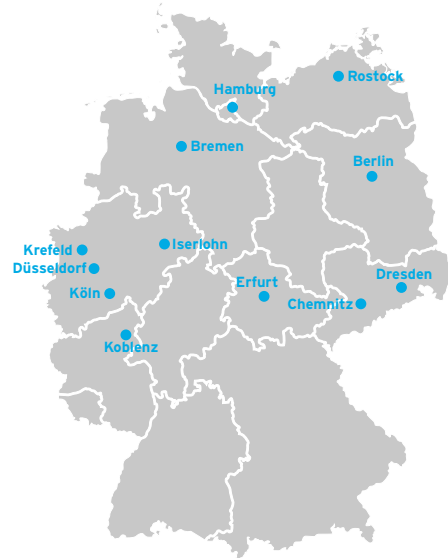 Rostock
Hamburg
Bremen
Berlin
Iserlohn
Krefeld
Düsseldorf
Dresden
Erfurt
Köln
Chemnitz
Koblenz